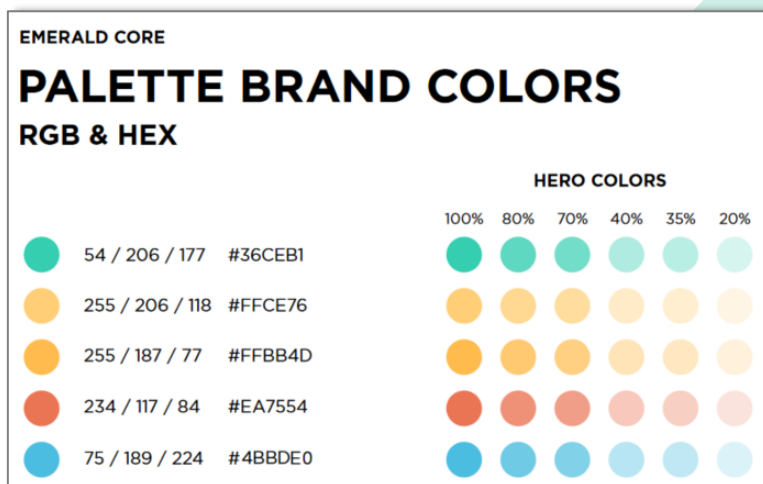 EMERALD CORE
PALETTE BRAND COLORS
RGB & HEX
HERO COLORS
100% 80% 70% 40% 35% 20%
54 / 206 / 177 #36CEB1
255 / 206 / 118 #FFCE76
255 / 187 / 77 #FFBB4D
234 / 117 / 84 #EA7554
75 / 189 / 224 #4BBDE0